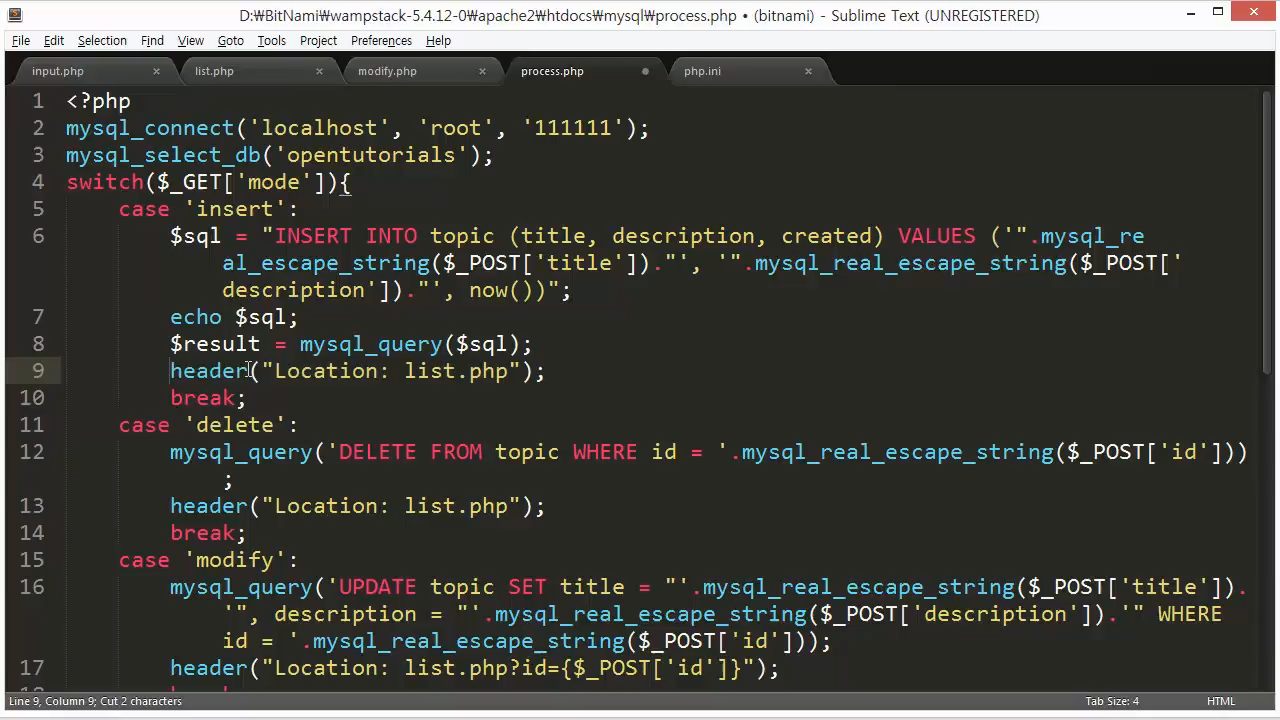 D:₩BitNami₩wampstack-5.4.12-0₩apache2₩htdocs₩mysql₩process.php • (bitnami) - Sublime Text (UNREGISTERED)
File Edit Selection Find View Goto Tools Project Preferences Help
input.php × list.php × modify.php × process.php php.ini ×
1 <?php
2 mysql_connect('localhost', 'root', '111111');
3 mysql_select_db('opentutorials');
4 switch($_GET['mode']){
5 case 'insert':
6 $sql = "INSERT INTO topic (title, description, created) VALUES ('".mysql_re
al_escape_string($_POST['title'])."', '".mysql_real_escape_string($_POST['
description'])."', now())";
7 echo $sql;
8 $result = mysql_query($sql);
9 header("Location: list.php");
10 break;
11 case 'delete':
12 mysql_query('DELETE FROM topic WHERE id = '.mysql_real_escape_string($_POST['id']))
;
13 header("Location: list.php");
14 break;
15 case 'modify':
16 mysql_query('UPDATE topic SET title = "'.mysql_real_escape_string($_POST['title']).
'", description = "'.mysql_real_escape_string($_POST['description']).'" WHERE
id = '.mysql_real_escape_string($_POST['id']));
17 header("Location: list.php?id={$_POST['id']}");
Line 9, Column 9; Cut 2 characters Tab Size: 4 HTML